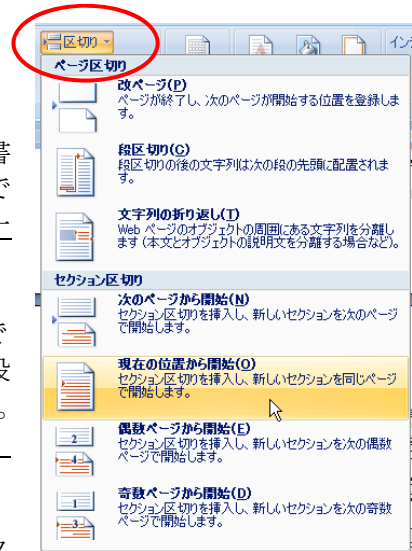 区切り
イン
ページ区切り
改ページ(P)
ページが終了し、次のページが開始する位置を登録しま
す。
段区切り(C)
段区切りの後の文字列は次の段の先頭に配置されま
す。
文字列の折り返し(T)
Web ページのオブジェクトの周囲にある文字列を分離し
ます (本文とオブジェクトの説明文を分離する場合など)。
セクション区切り
次のページから開始(N)
セクション区切りを挿入し、新しいセクションを次のページ
で開始します。
現在の位置から開始(O)
セクション区切りを挿入し、新しいセクションを同じページ
で開始します。
偶数ページから開始(E)
セクション区切りを挿入し、新しいセクションを次の偶数
ページで開始します。
2
4
奇数ページから開始(D)
セクション区切りを挿入し、新しいセクションを次の奇数
ページで開始します。
1
3